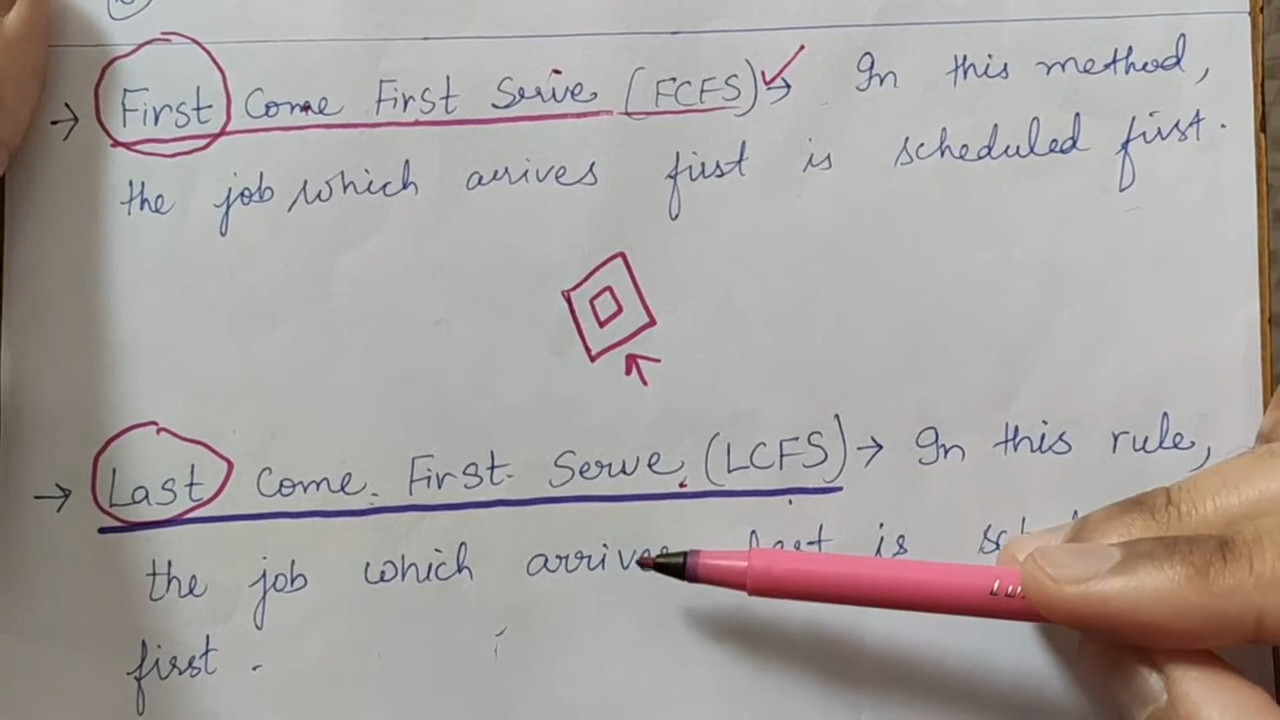 → First Come First Serve (FCFS) → In this method,
the job which arrives first is scheduled first.
→ Last Come First Serve (LCFS) → In this rule,
the job which is
first.